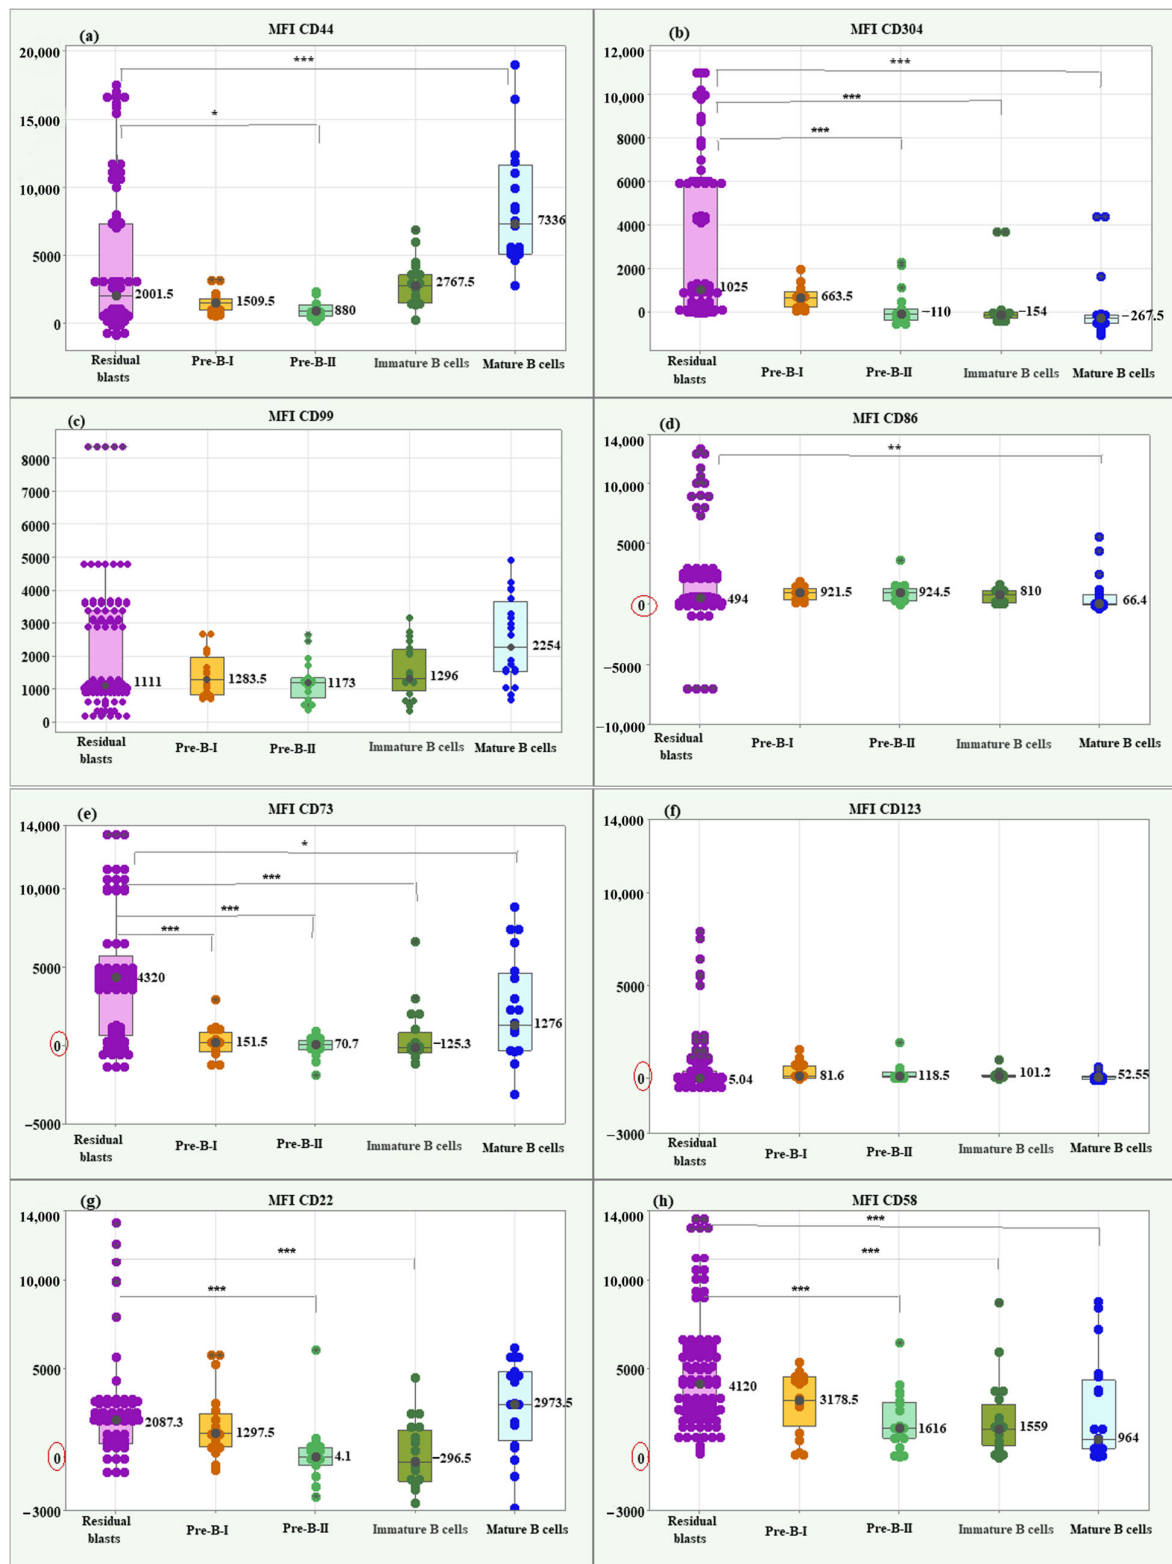 (a) MFI CD44
20,000
15,000
10,000
5000
0
***
*
2001.5
1509.5
880
2767.5
7336
Residual blasts
Pre-B-I
Pre-B-II
Immature B cells
Mature B cells
(b) MFI CD304
12,000
10,000
8000
6000
4000
2000
0
***
***
***
1025
663.5
−110
−154
−267.5
Residual blasts
Pre-B-I
Pre-B-II
Immature B cells
Mature B cells
(c) MFI CD99
8000
7000
6000
5000
4000
3000
2000
1000
0
1111
1283.5
1173
1296
2254
Residual blasts
Pre-B-I
Pre-B-II
Immature B cells
Mature B cells
(d) MFI CD86
14,000
10,000
5000
0
−5000
−10,000
**
494
921.5
924.5
810
66.4
Residual blasts
Pre-B-I
Pre-B-II
Immature B cells
Mature B cells
(e) MFI CD73
14,000
10,000
5000
0
−5000
*
***
***
***
4320
151.5
70.7
−125.3
1276
Residual blasts
Pre-B-I
Pre-B-II
Immature B cells
Mature B cells
(f) MFI CD123
14,000
10,000
5000
0
−3000
5.04
81.6
118.5
101.2
52.55
Residual blasts
Pre-B-I
Pre-B-II
Immature B cells
Mature B cells
(g) MFI CD22
14,000
10,000
5000
0
−3000
***
***
2087.3
1297.5
4.1
−296.5
2973.5
Residual blasts
Pre-B-I
Pre-B-II
Immature B cells
Mature B cells
(h) MFI CD58
14,000
10,000
5000
0
−3000
***
***
***
4120
3178.5
1616
1559
964
Residual blasts
Pre-B-I
Pre-B-II
Immature B cells
Mature B cells